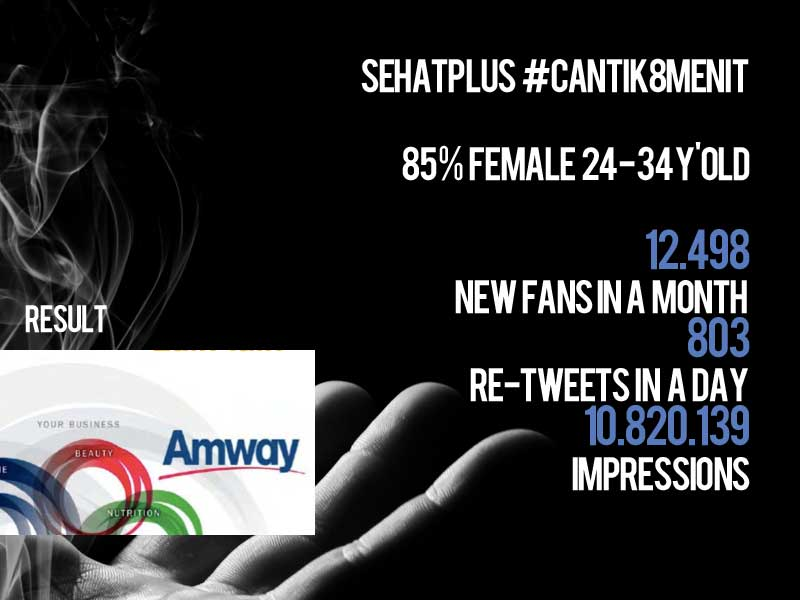 SEHATPLUS #CANTIK8MENIT
85% FEMALE 24-34 Y'OLD
12.498
NEW FANS IN A MONTH
803
RE-TWEETS IN A DAY
10.820.139
IMPRESSIONS
RESULT
YOUR BUSINESS
BEAUTY
Amway
NUTRITION